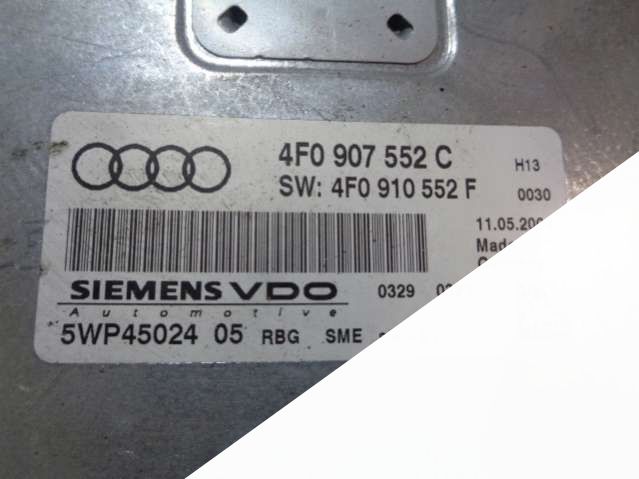 4F0 907 552 C H13
SW: 4F0 910 552 F 0030
SIEMENS VDO 0329
Automotive
5WP45024 05 RBG SME